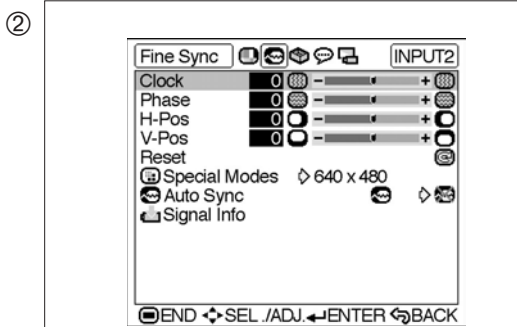 ②
Fine Sync INPUT2
Clock 0 - +
Phase 0 - +
H-Pos 0 - +
V-Pos 0 - +
Reset
Special Modes 640 x 480
Auto Sync
Signal Info
END SEL./ADJ. ENTER BACK